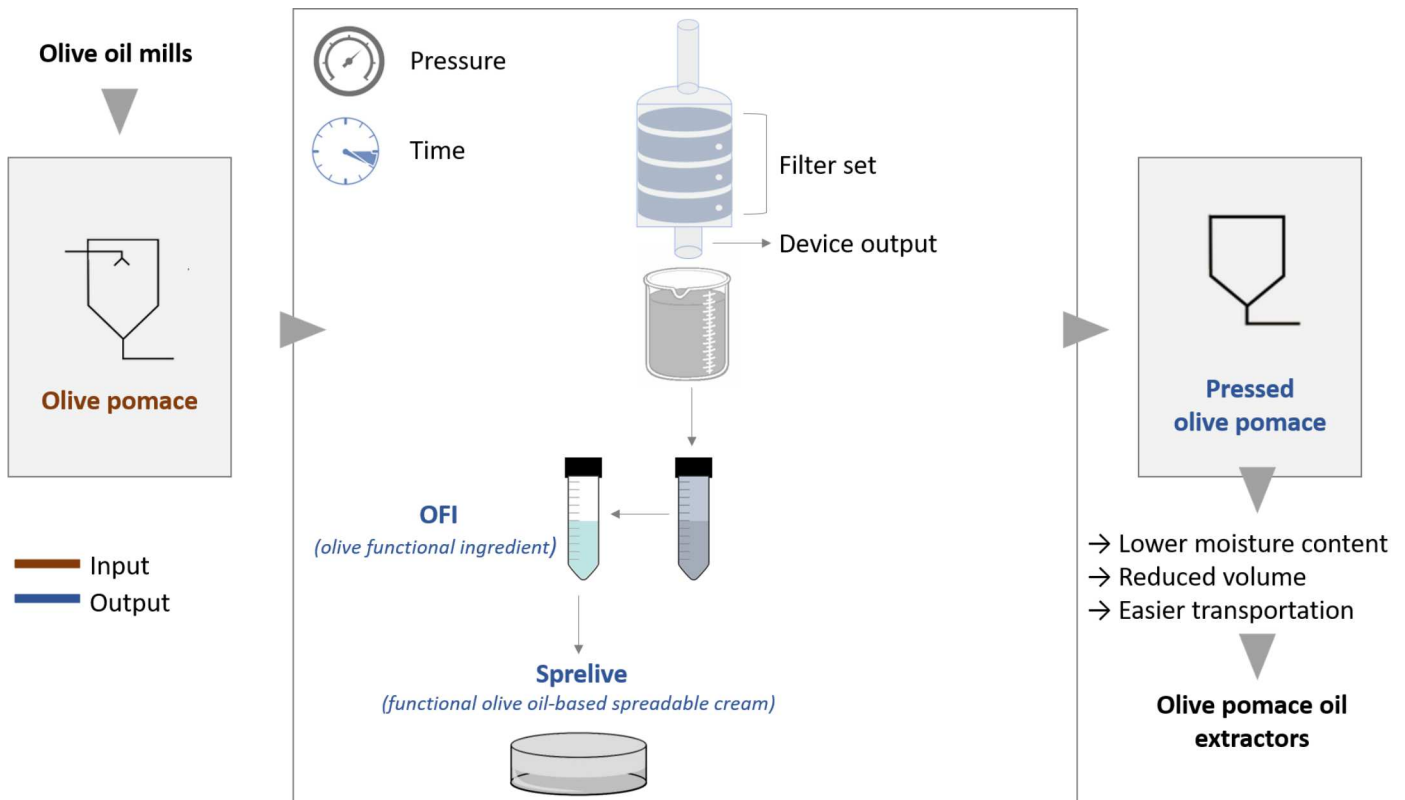 Olive oil mills
Olive pomace
Input
Output
Pressure
Time
Filter set
Device output
OFI
(olive functional ingredient)
Sprelive
(functional olive oil-based spreadable cream)
Pressed
olive pomace
→ Lower moisture content
→ Reduced volume
→ Easier transportation
Olive pomace oil
extractors